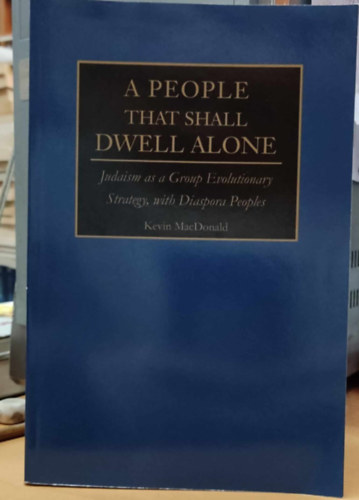 A PEOPLE
THAT SHALL
DWELL ALONE
Judaism as a Group Evolutionary
Strategy, with Diaspora Peoples
Kevin MacDonald